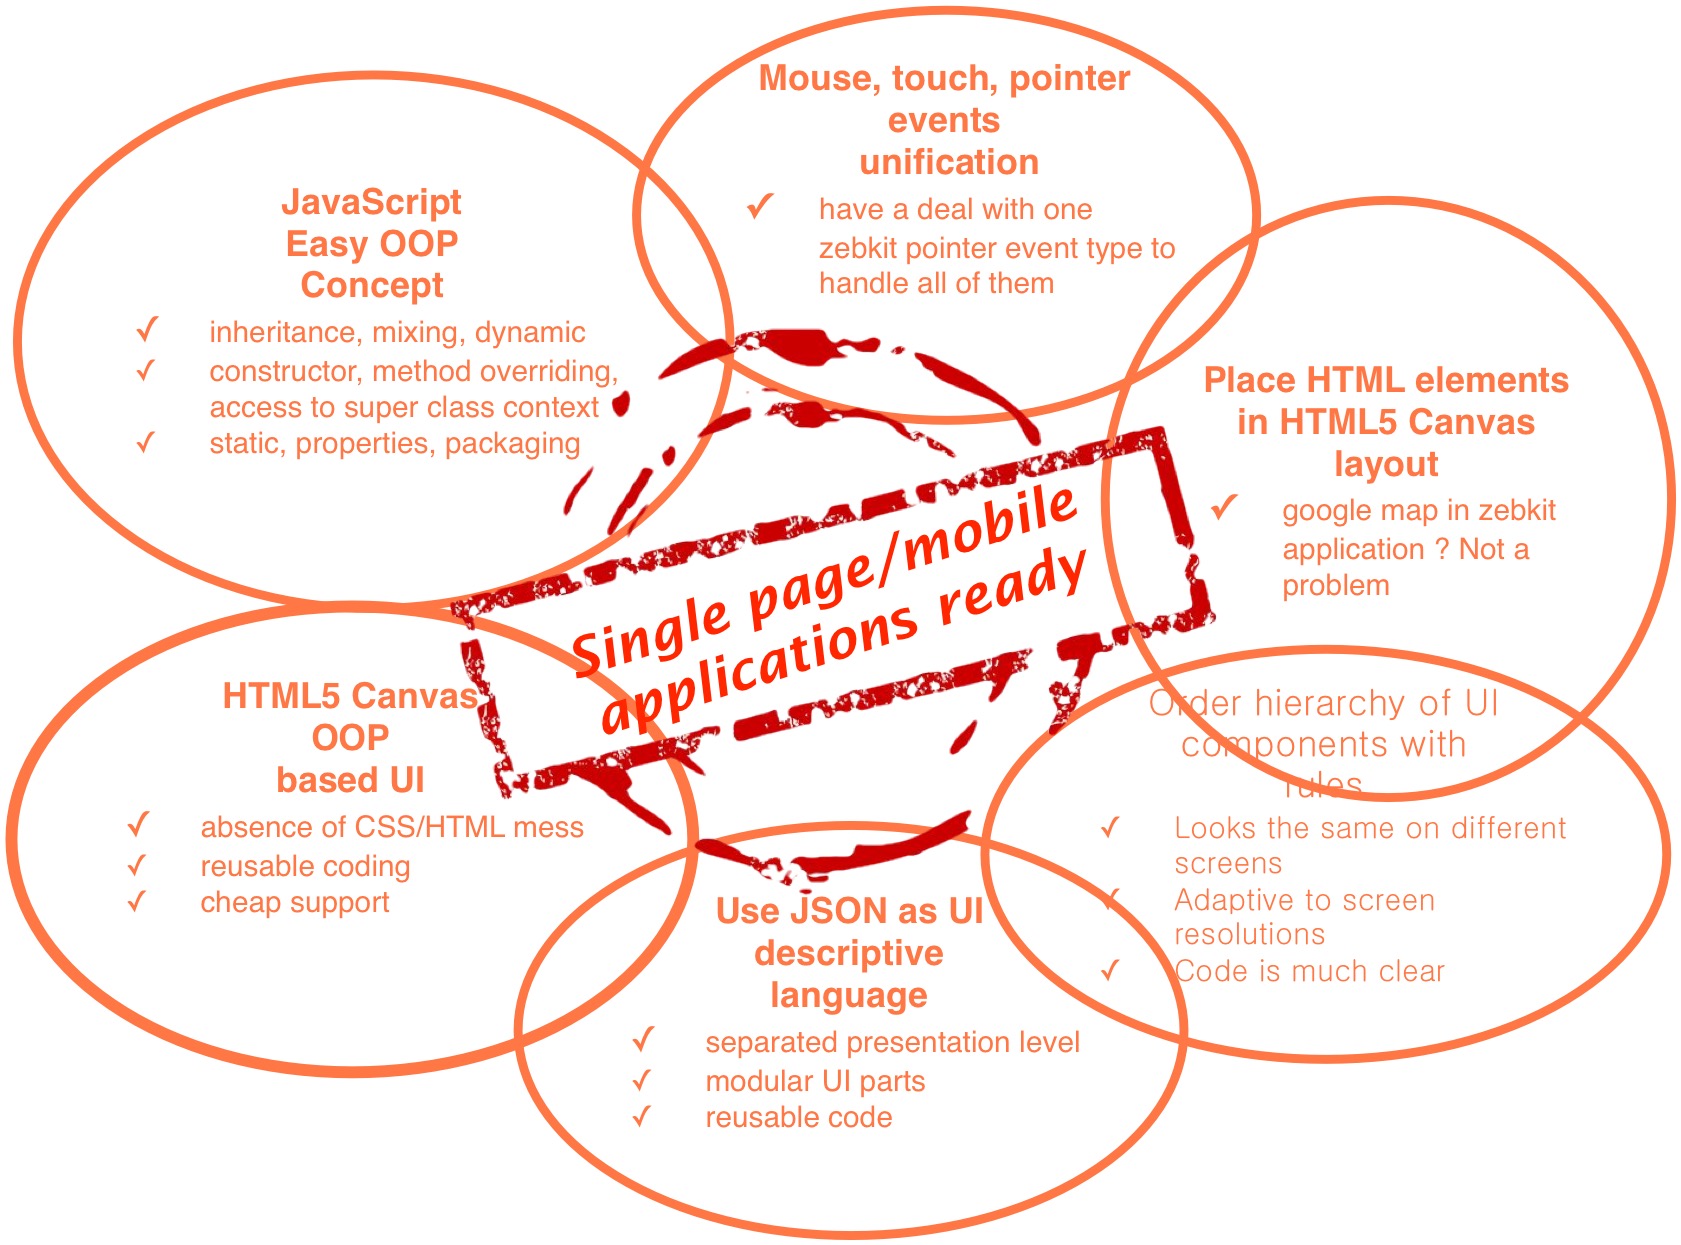 Mouse, touch, pointer
events
unification
✓ have a deal with one
zebkit pointer event type to
handle all of them
JavaScript
Easy OOP
Concept
✓ inheritance, mixing, dynamic
✓ constructor, method overriding,
access to super class context
✓ static, properties, packaging
Place HTML elements
in HTML5 Canvas
layout
✓ google map in zebkit
application ? Not a
problem
Single page/mobile
applications ready
HTML5 Canvas
OOP
based UI
✓ absence of CSS/HTML mess
✓ reusable coding
✓ cheap support
Order hierarchy of UI
components with
rules
✓ Looks the same on different
screens
✓ Adaptive to screen
resolutions
✓ Code is much clear
Use JSON as UI
descriptive
language
✓ separated presentation level
✓ modular UI parts
✓ reusable code